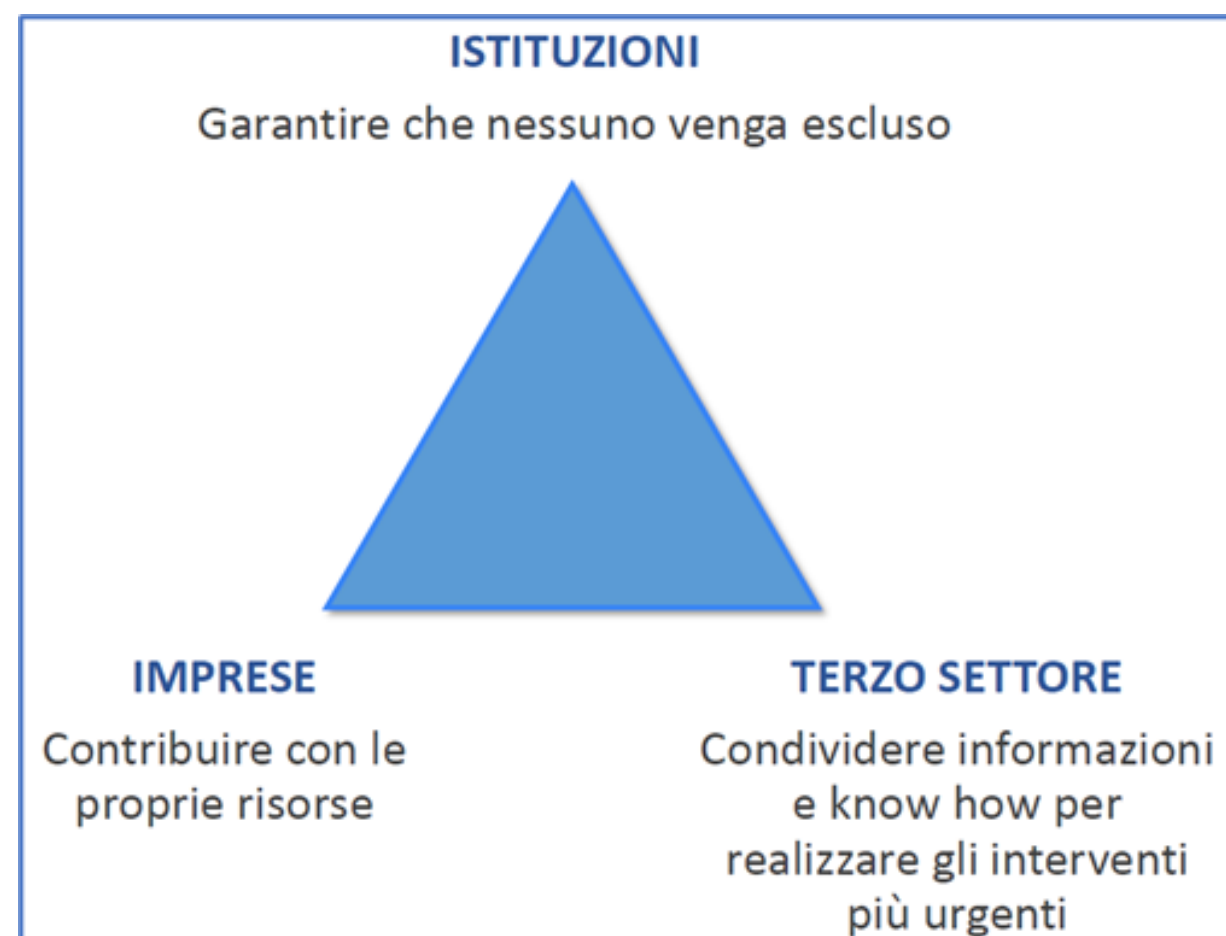 ISTITUZIONI
Garantire che nessuno venga escluso
IMPRESE
Contribuire con le
proprie risorse
TERZO SETTORE
Condividere informazioni
e know how per
realizzare gli interventi
più urgenti